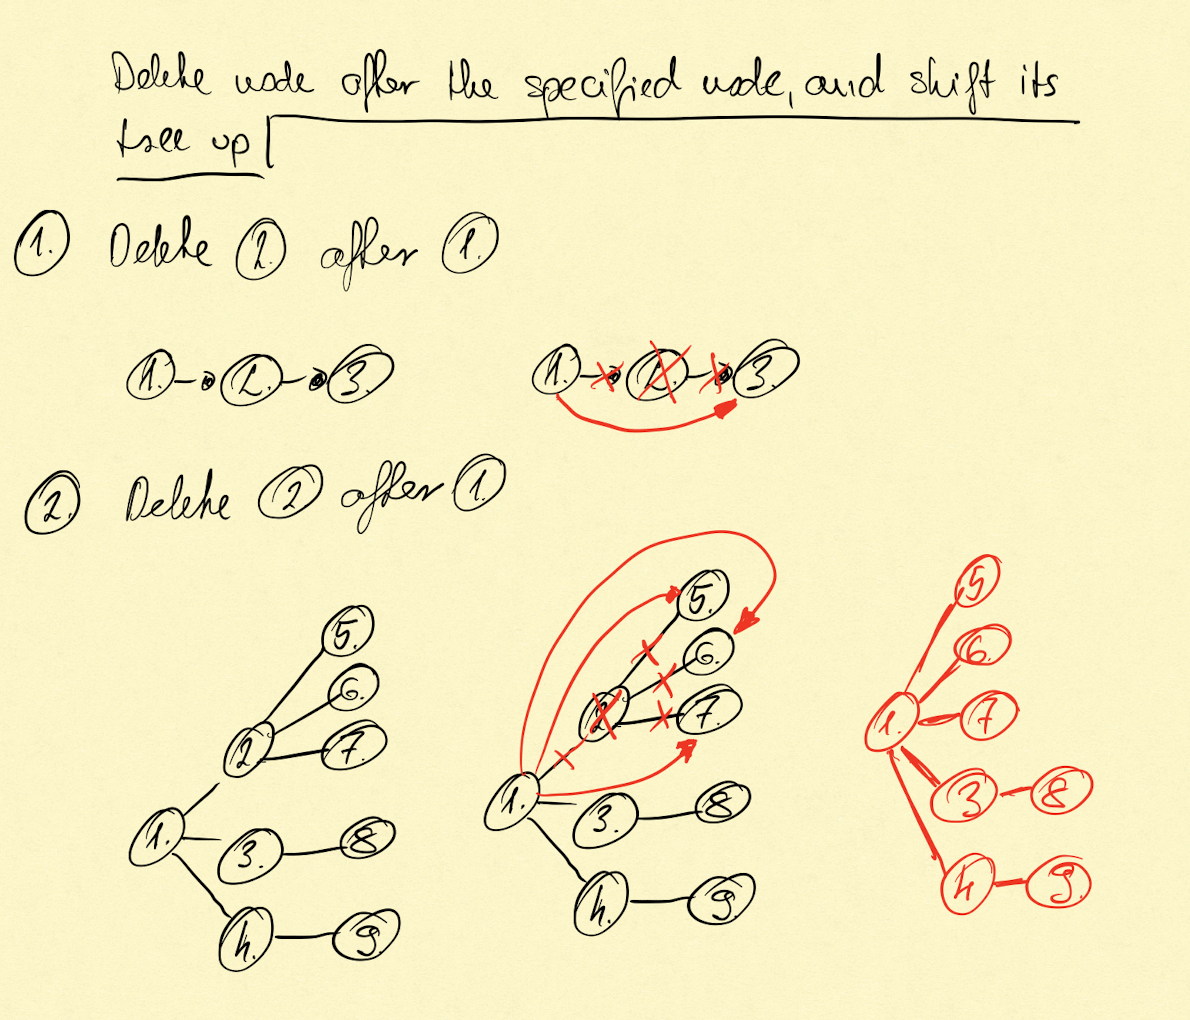 Delete node after the specified node, and shift its
tree up
1. Delete 2. after 1.
1. 2. 3. 1. 2. 3.
2. Delete 2 after 1.
5. 6. 7. 2 1. 3. 8 4. 9.
5. 6. 7. 2 1. 3. 8 4. 9.
5 6. 7 1. 3 8 4 9.